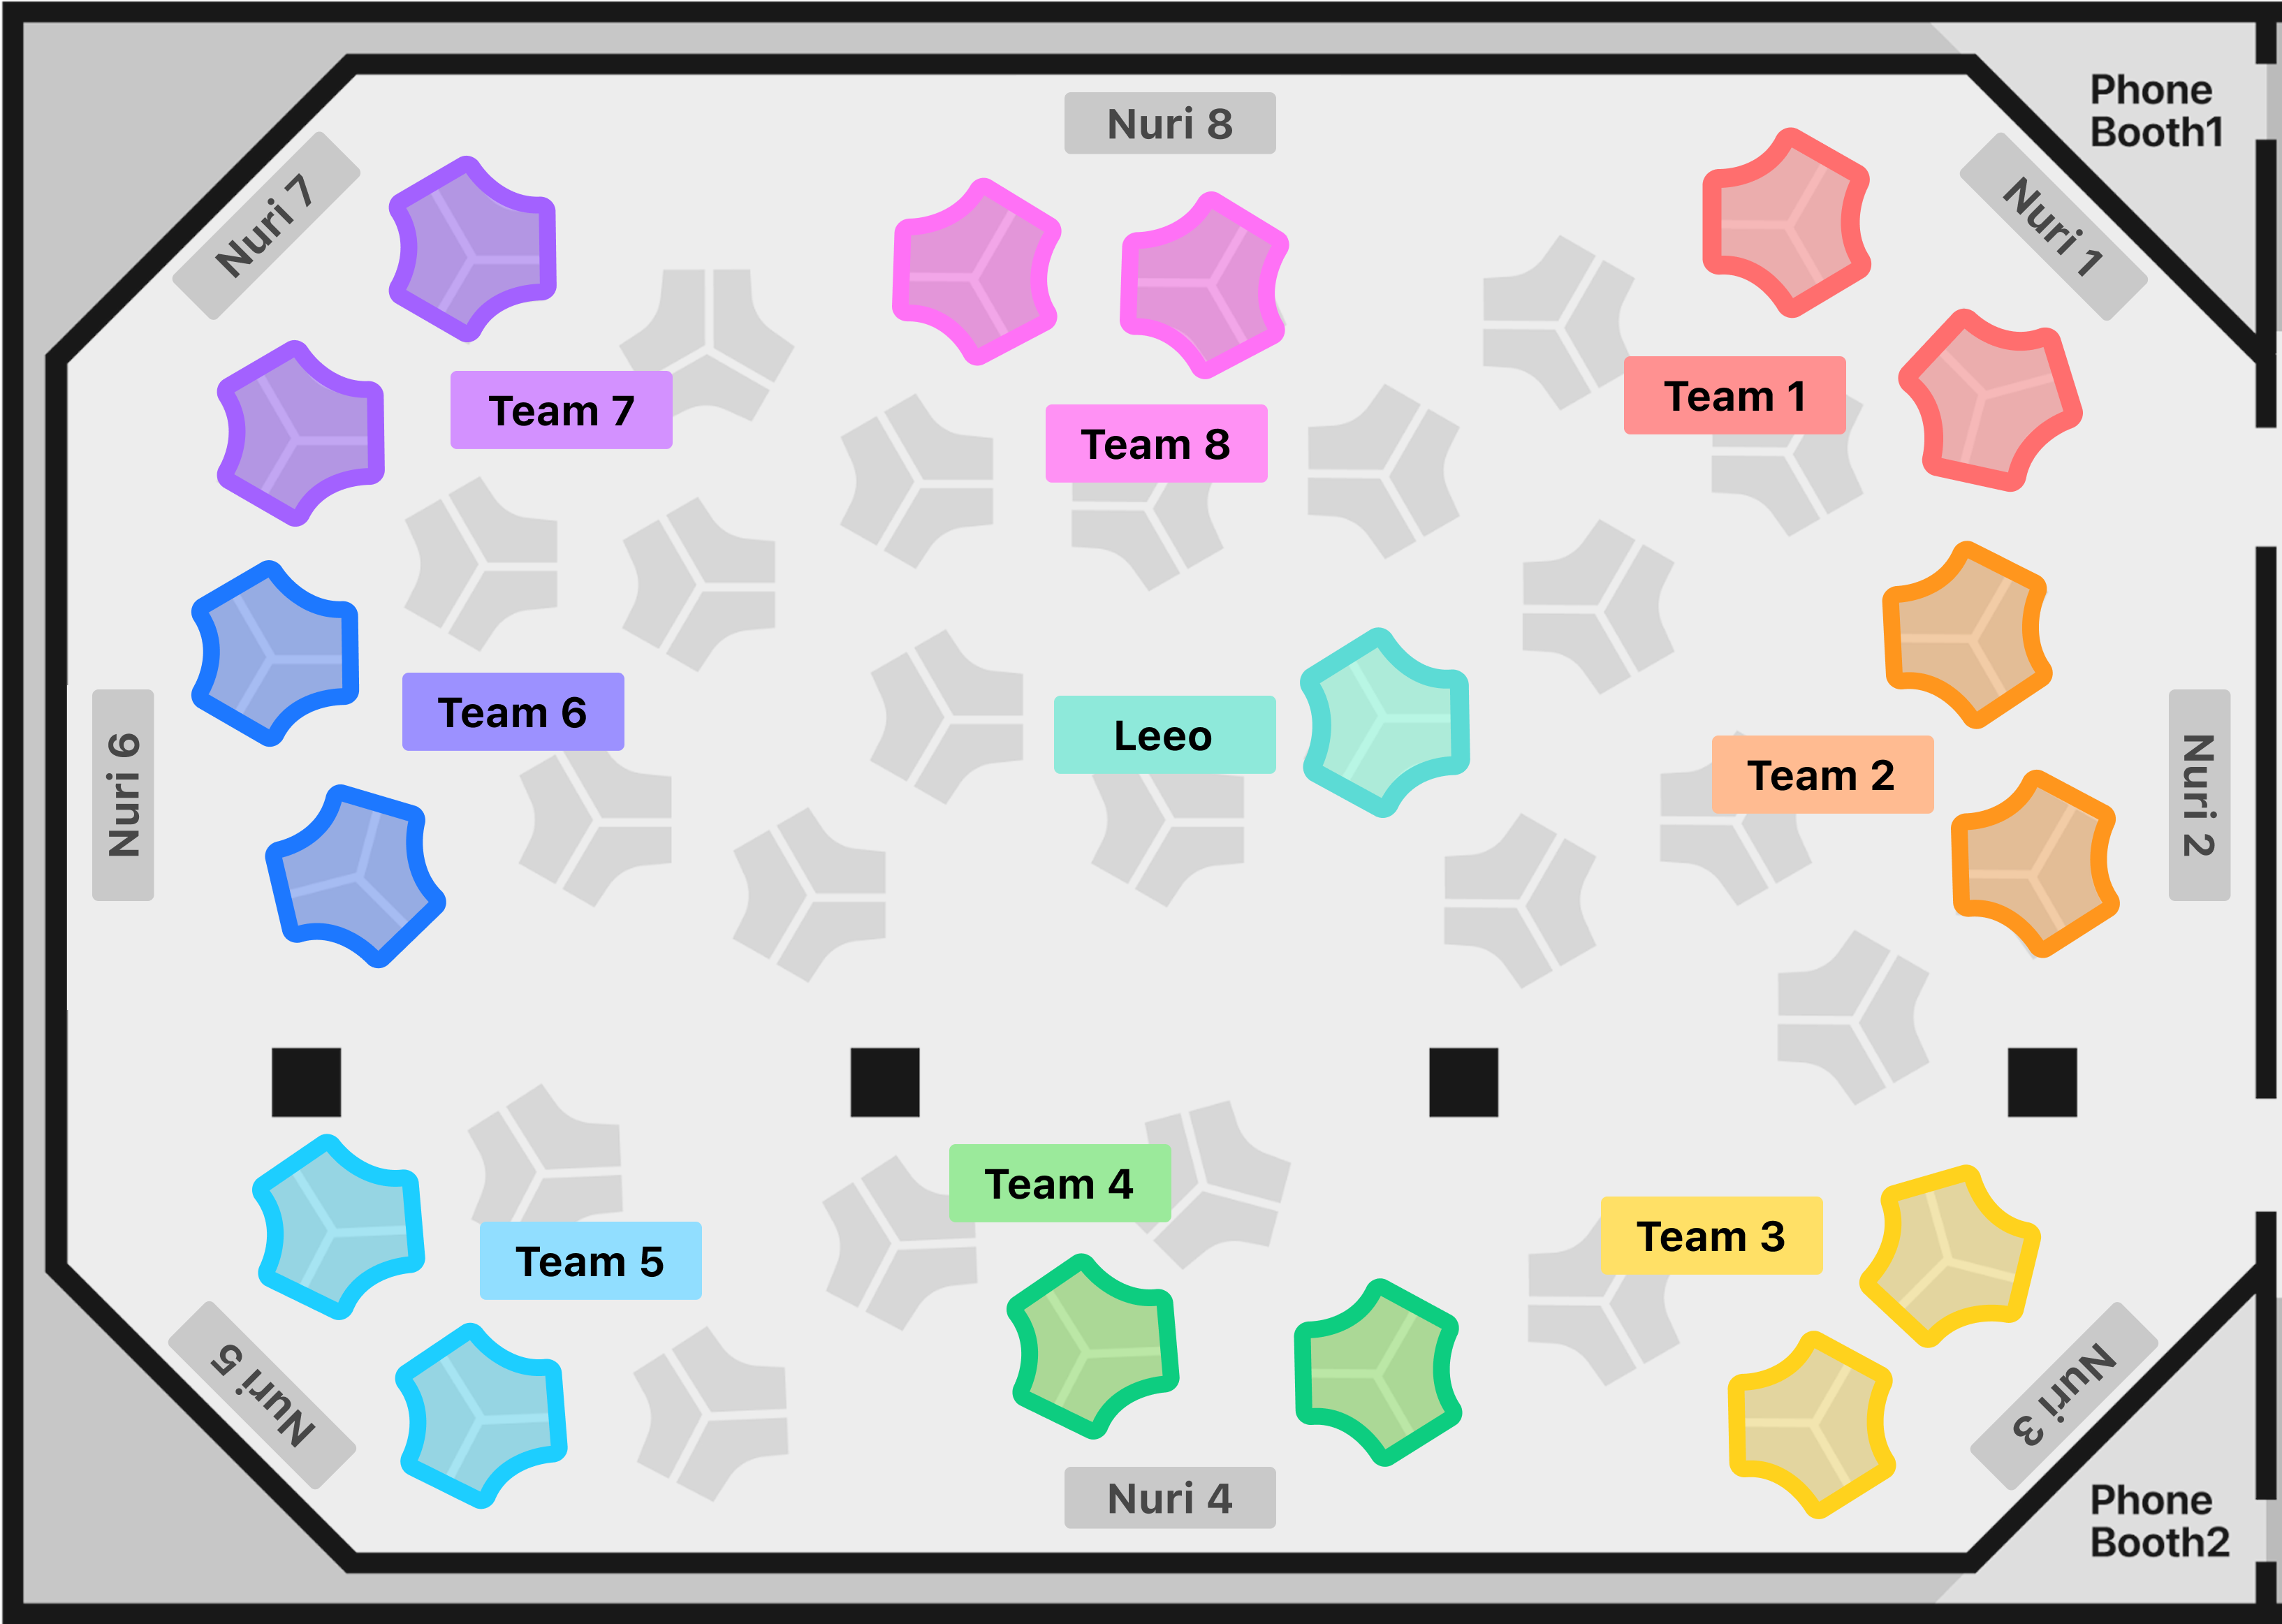 Phone
Booth1
Nuri 8
Nuri 7
Nuri 1
Team 7
Team 8
Team 1
Team 6
Leeo
Team 2
Nuri 6
Nuri 2
Team 4
Team 5
Team 3
Nuri 5
Nuri 3
Nuri 4
Phone
Booth2